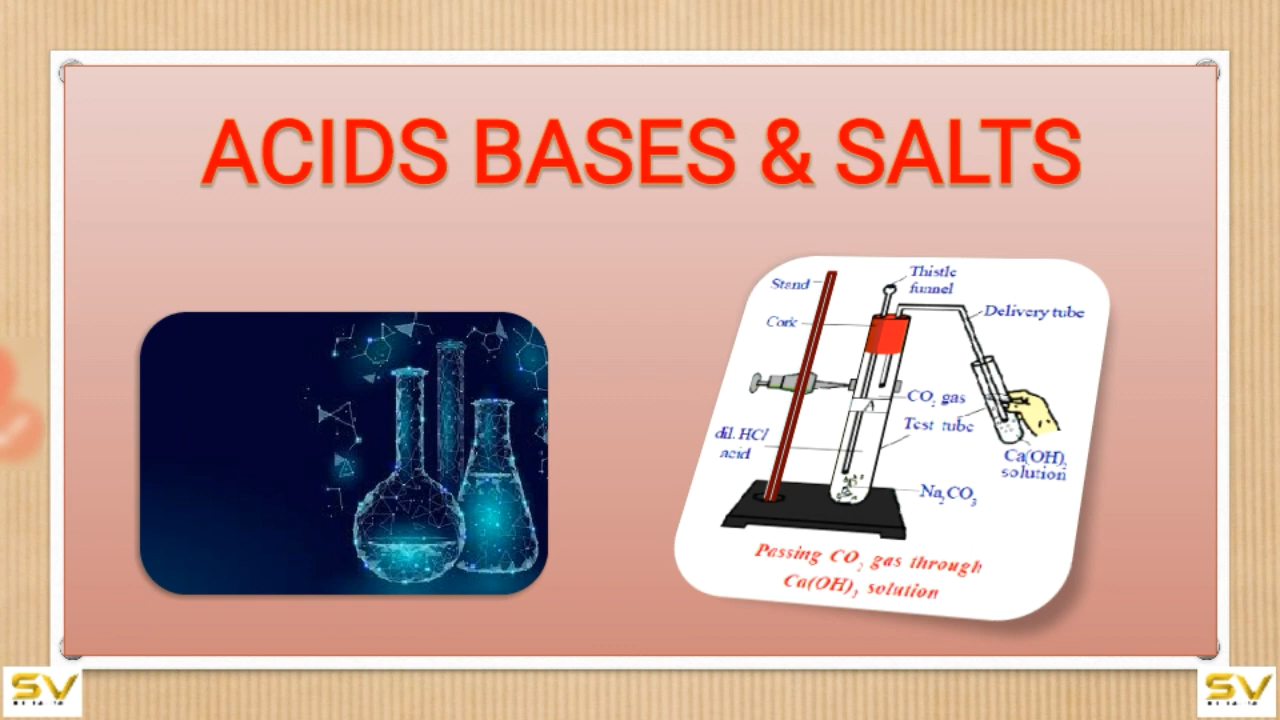 ACIDS BASES & SALTS
Stand
Thistle
funnel
Cork
Delivery tube
CO₂ gas
Test tube
dil. HCl
acid
Ca(OH)₂
solution
Na₂CO₃
Passing CO₂ gas through
Ca(OH)₂ solution
SV
SV